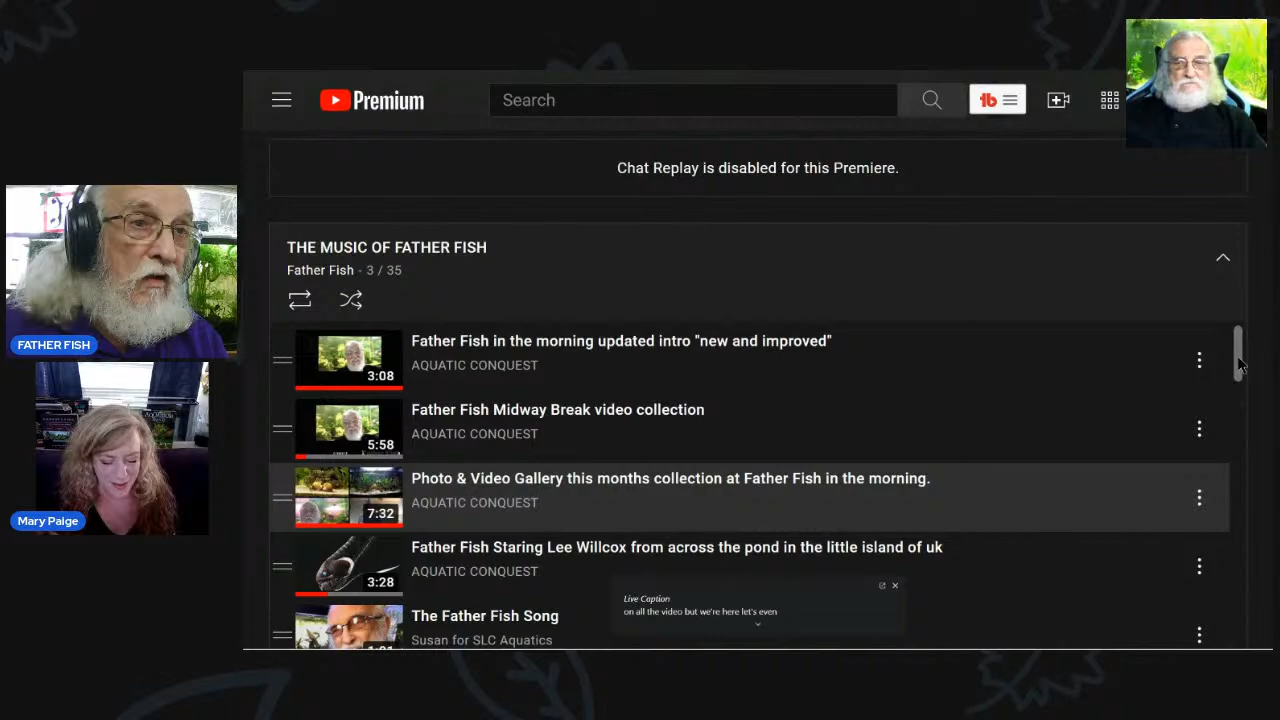 Premium
Search
Chat Replay is disabled for this Premiere.
THE MUSIC OF FATHER FISH
Father Fish · 3 / 35
Father Fish in the morning updated intro "new and improved"
AQUATIC CONQUEST
3:08
Father Fish Midway Break video collection
AQUATIC CONQUEST
5:58
Photo & Video Gallery this months collection at Father Fish in the morning.
AQUATIC CONQUEST
7:32
Father Fish Staring Lee Willcox from across the pond in the little island of uk
AQUATIC CONQUEST
3:28
The Father Fish Song
Susan for SLC Aquatics
Live Caption
on all the video but we're here let's even
FATHER FISH
Mary Paige